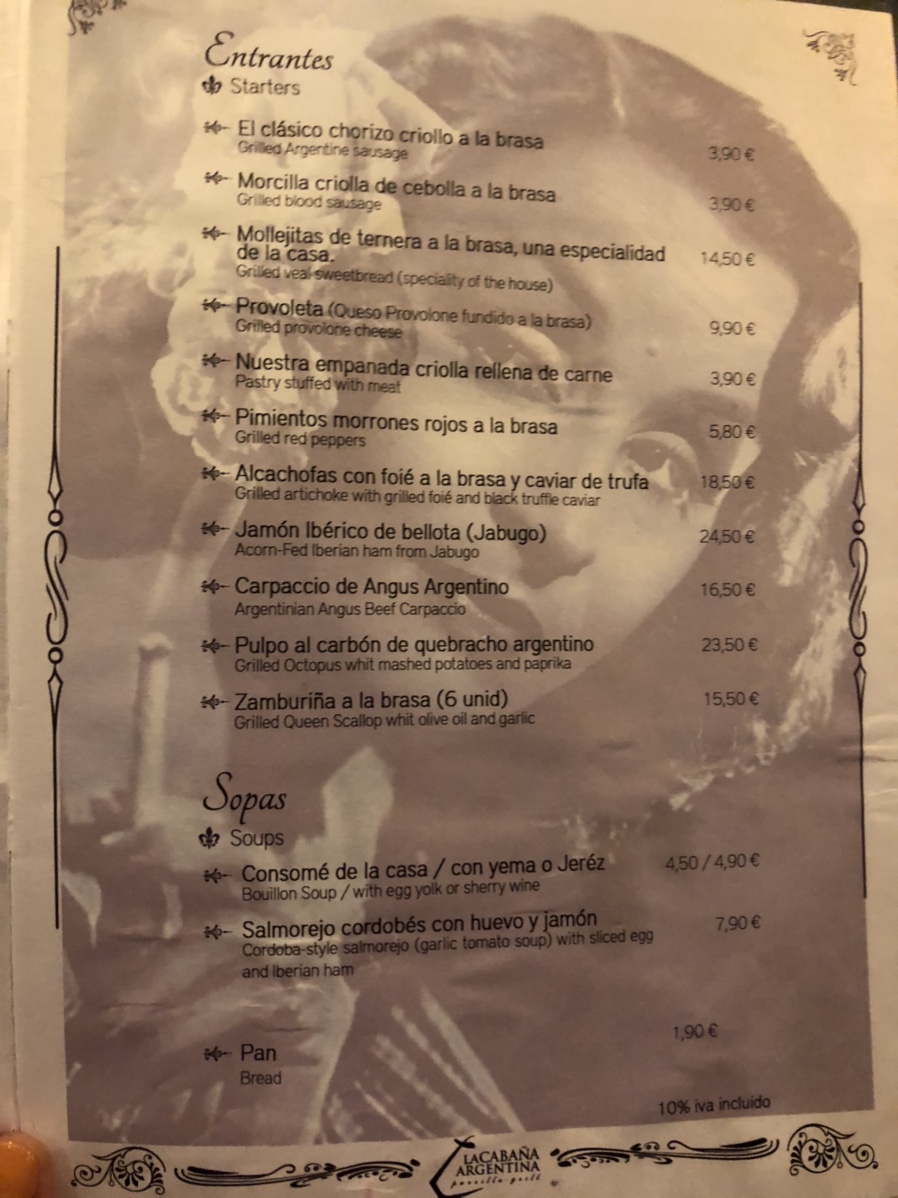 Entrantes
Starters
El clásico chorizo criollo a la brasa
Grilled Argentine sausage
3,90 €
Morcilla criolla de cebolla a la brasa
Grilled blood sausage
3,90 €
Mollejitas de ternera a la brasa, una especialidad
de la casa.
14,50 €
Grilled veal sweetbread (speciality of the house)
Provoleta (Queso Provolone fundido a la brasa)
Grilled provolone cheese
9,90 €
Nuestra empanada criolla rellena de carne
Pastry stuffed with meat
3,90 €
Pimientos morrones rojos a la brasa
Grilled red peppers
5,80 €
Alcachofas con foié a la brasa y caviar de trufa
18,50 €
Grilled artichoke with grilled foié and black truffle caviar
Jamón Ibérico de bellota (Jabugo)
24,50 €
Acorn-Fed Iberian ham from Jabugo
Carpaccio de Angus Argentino
16,50 €
Argentinian Angus Beef Carpaccio
Pulpo al carbón de quebracho argentino
23,50 €
Grilled Octopus whit mashed potatoes and paprika
Zamburiña a la brasa (6 unid)
15,50 €
Grilled Queen Scallop whit olive oil and garlic
Sopas
Soups
Consomé de la casa / con yema o Jeréz
4,50 / 4,90 €
Bouillon Soup / with egg yolk or sherry wine
Salmorejo cordobés con huevo y jamón
7,90 €
Cordoba-style salmorejo (garlic tomato soup) with sliced egg
and Iberian ham
1,90 €
Pan
Bread
10% iva incluido
LACABAÑA
ARGENTINA
parrilla grill